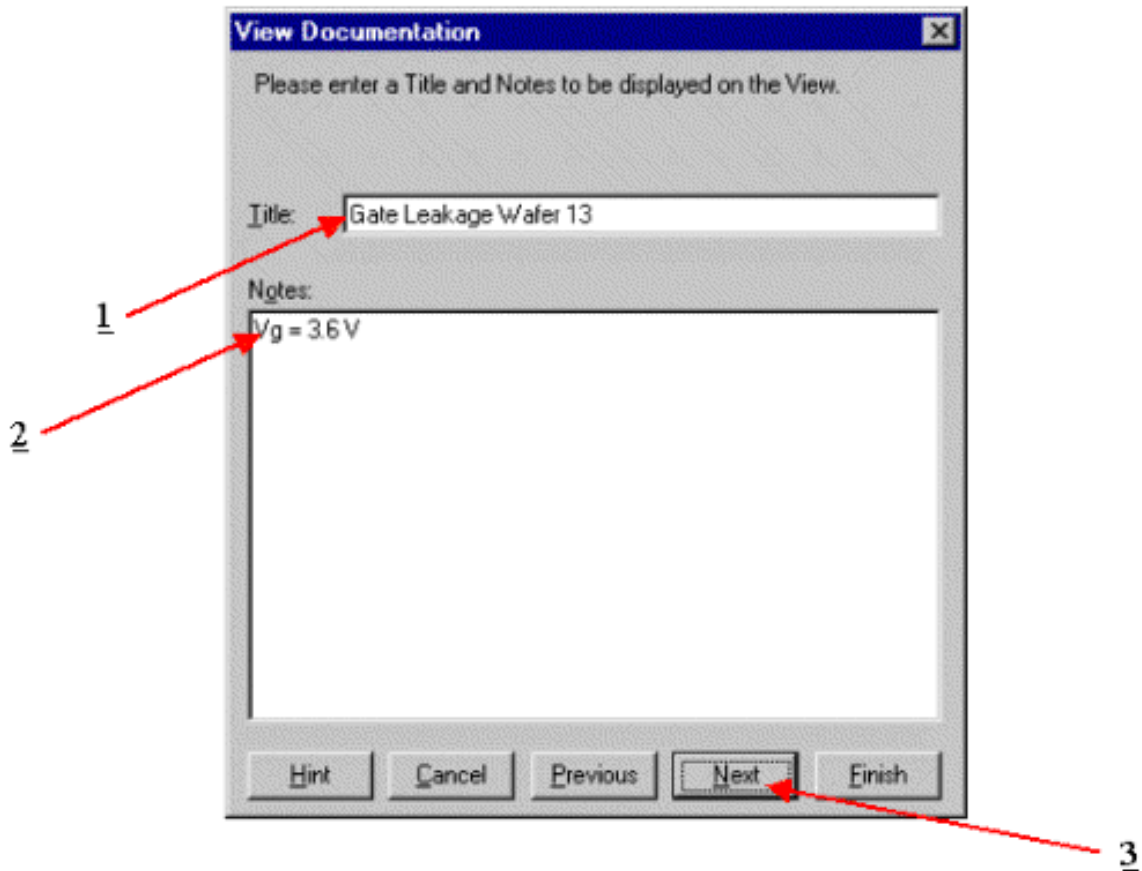 View Documentation
Please enter a Title and Notes to be displayed on the View.
Title: Gate Leakage Wafer 13
1
Notes:
Vg = 3.6 V
2
Hint Cancel Previous Next Finish
3